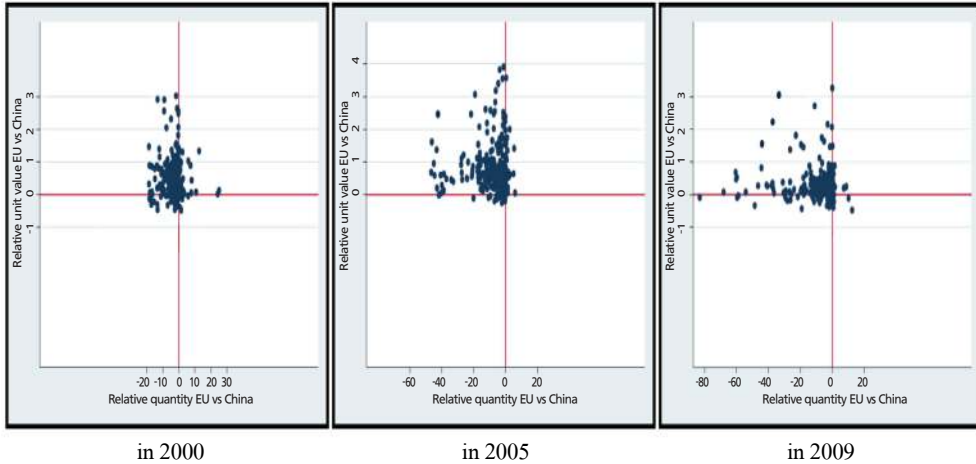 Relative unit value EU vs China
3
2
1
0
-1
-20 -10 0 10 20 30
Relative quantity EU vs China
in 2000
Relative unit value EU vs China
4
3
2
1
0
-1
-60 -40 -20 0 20
Relative quantity EU vs China
in 2005
Relative unit value EU vs China
3
2
1
0
-1
-80 -60 -40 -20 0 20
Relative quantity EU vs China
in 2009